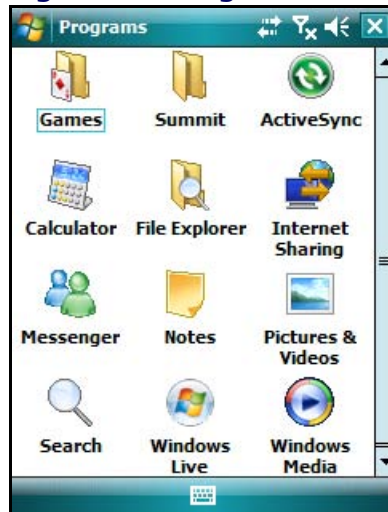 Programs
Games Summit ActiveSync
Calculator File Explorer Internet
Sharing
Messenger Notes Pictures &
Videos
Search Windows Windows
Live Media